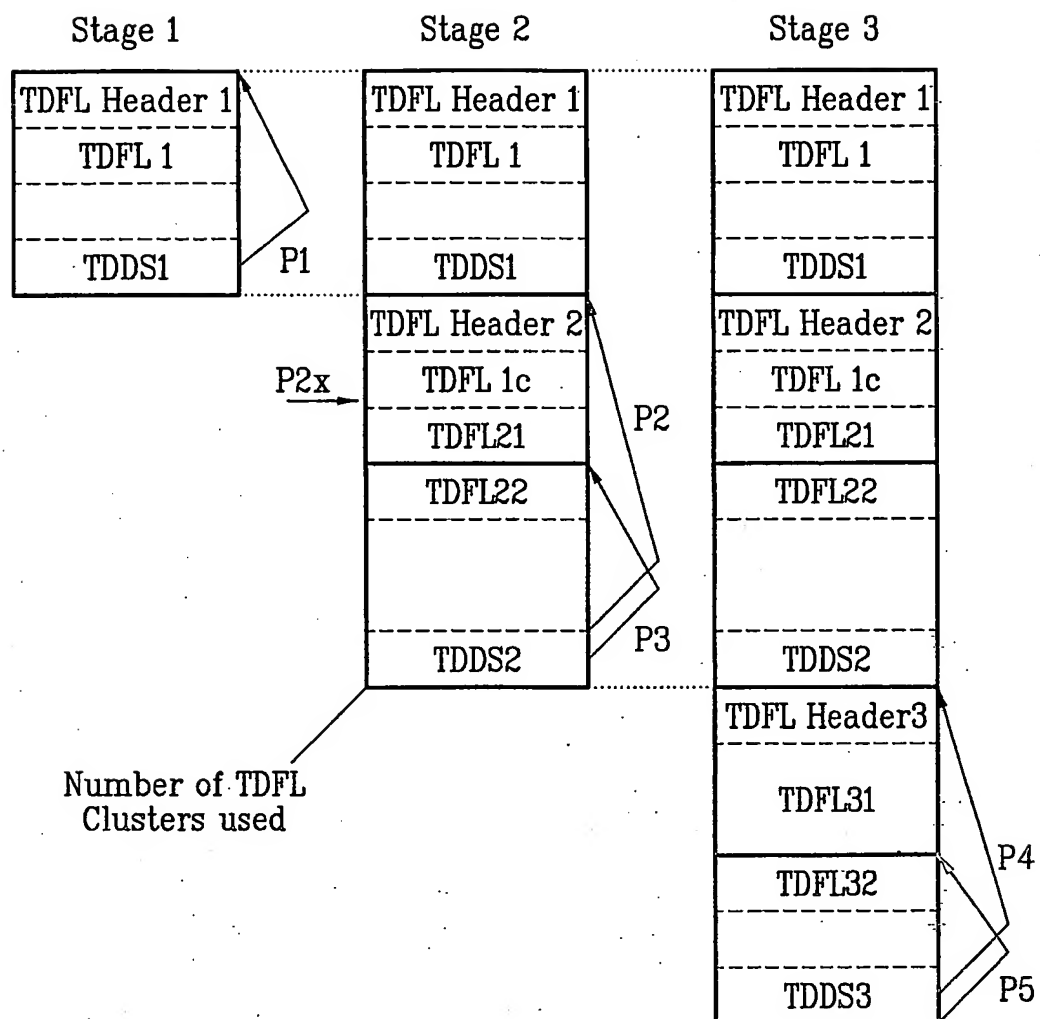 Stage 1
Stage 2
Stage 3
TDFL Header 1
TDFL 1
TDDS1
P1
TDFL Header 1
TDFL 1
TDDS1
TDFL Header 2
P2x
TDFL 1c
TDFL21
P2
TDFL22
P3
TDDS2
Number of TDFL
Clusters used
TDFL Header 1
TDFL 1
TDDS1
TDFL Header 2
TDFL 1c
TDFL21
TDFL22
TDDS2
TDFL Header3
TDFL31
P4
TDFL32
TDDS3
P5